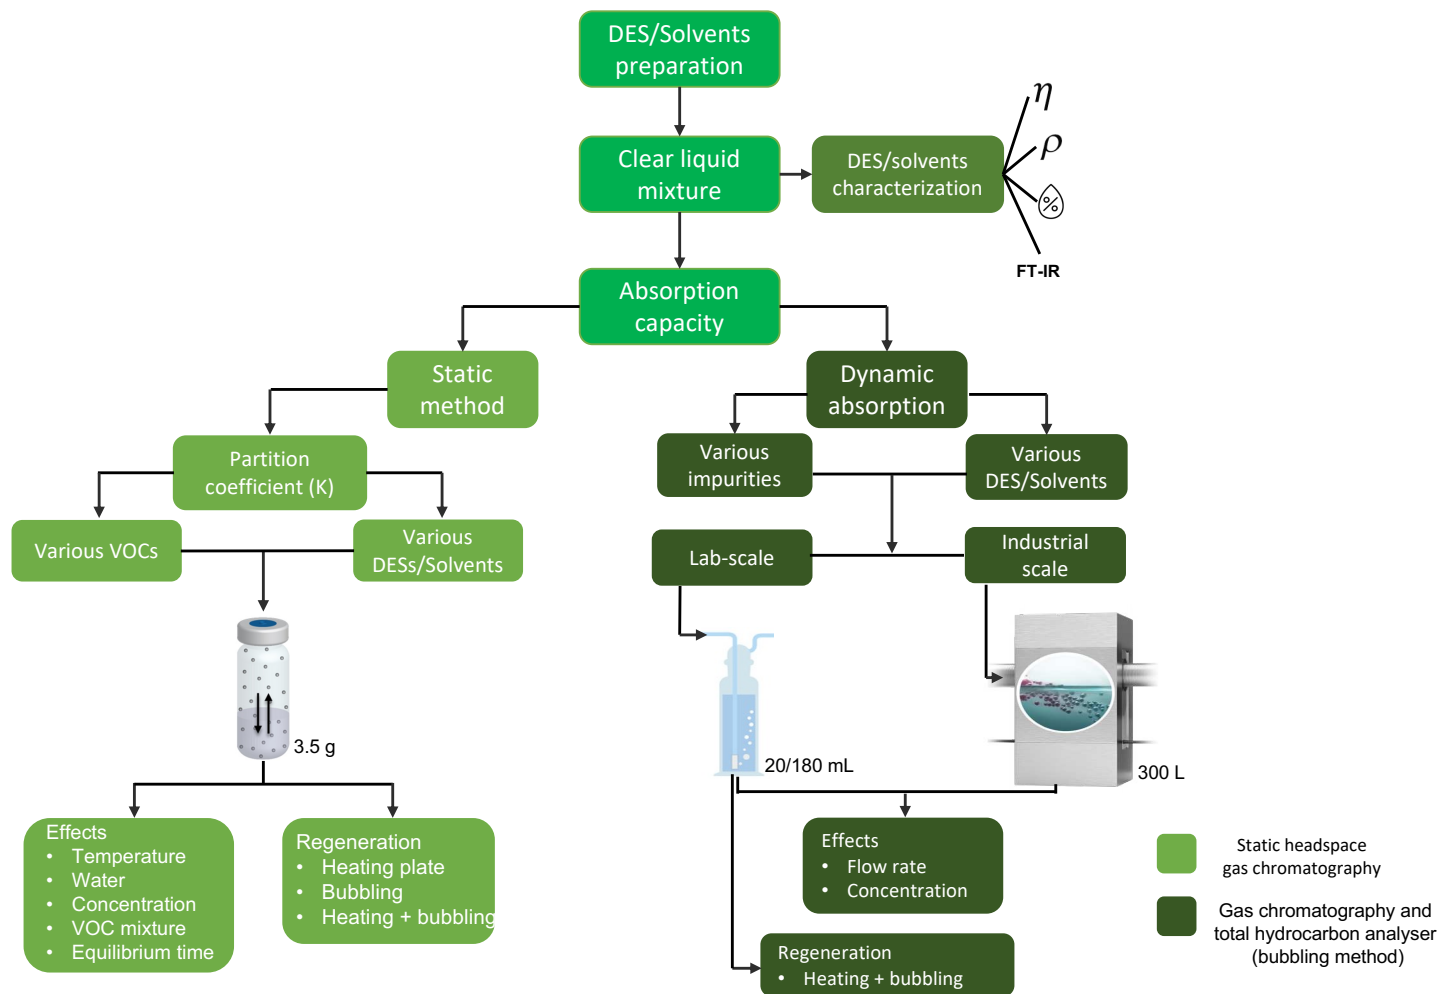 DES/Solvents
preparation
Clear liquid
mixture
DES/solvents
characterization
η
ρ
%
FT-IR
Absorption
capacity
Static
method
Dynamic
absorption
Partition
coefficient (K)
Various
impurities
Various
DES/Solvents
Various VOCs
Various
DESs/Solvents
Lab-scale
Industrial
scale
3.5 g
20/180 mL
300 L
Effects
• Temperature
• Water
• Concentration
• VOC mixture
• Equilibrium time
Regeneration
• Heating plate
• Bubbling
• Heating + bubbling
Effects
• Flow rate
• Concentration
Regeneration
• Heating + bubbling
Static headspace
gas chromatography
Gas chromatography and
total hydrocarbon analyser
(bubbling method)